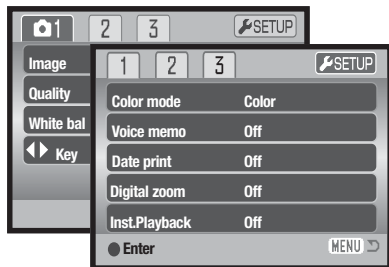 1 2 3 SETUP
Image
Quality
White bal
Key
1 2 3 SETUP
Color mode Color
Voice memo Off
Date print Off
Digital zoom Off
Inst.Playback Off
Enter MENU